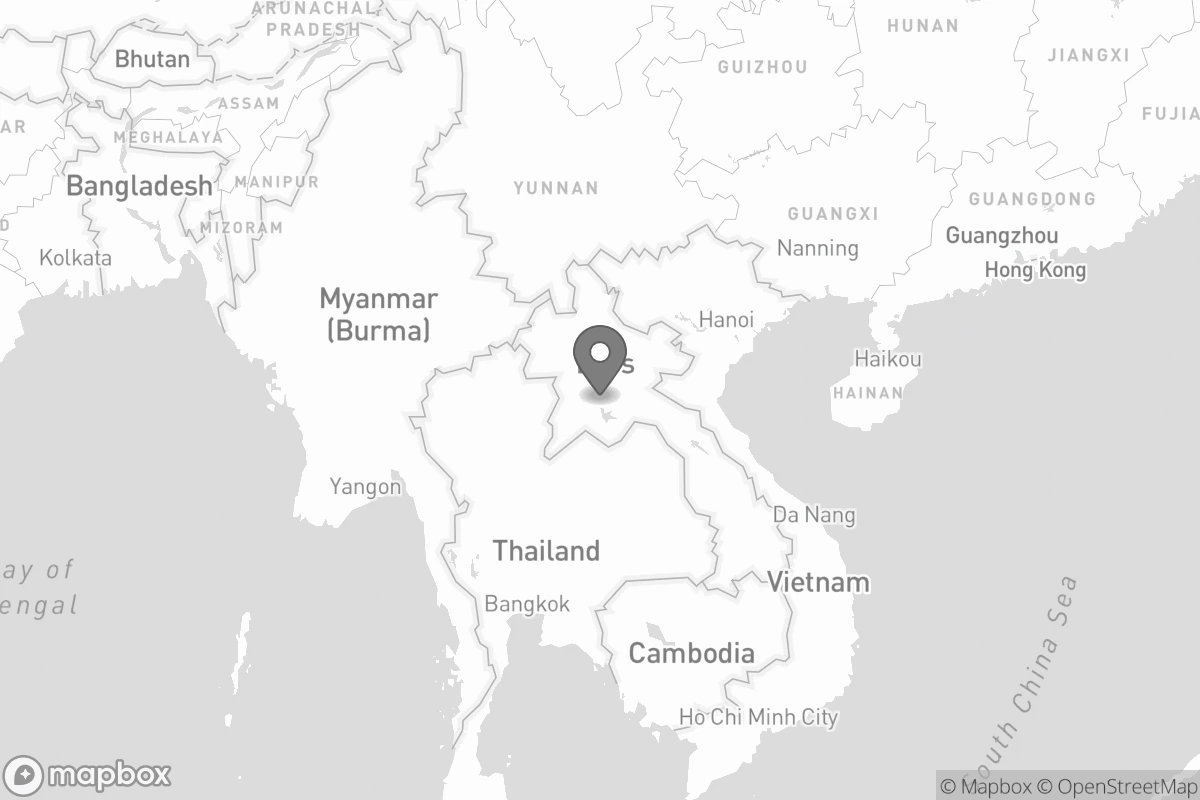 ARUNACHAL
PRADESH
HUNAN
Bhutan
GUIZHOU
JIANGXI
ASSAM
FUJIA
AR
MEGHALAYA
Bangladesh
MANIPUR
YUNNAN
GUANGDONG
D
MIZORAM
GUANGXI
Guangzhou
Kolkata
Nanning
Hong Kong
Myanmar
(Burma)
Hanoi
Haikou
HAINAN
Yangon
Da Nang
Thailand
ay of
engal
Vietnam
Bangkok
Cambodia
South China Sea
Ho Chi Minh City
mapbox
© Mapbox © OpenStreetMap